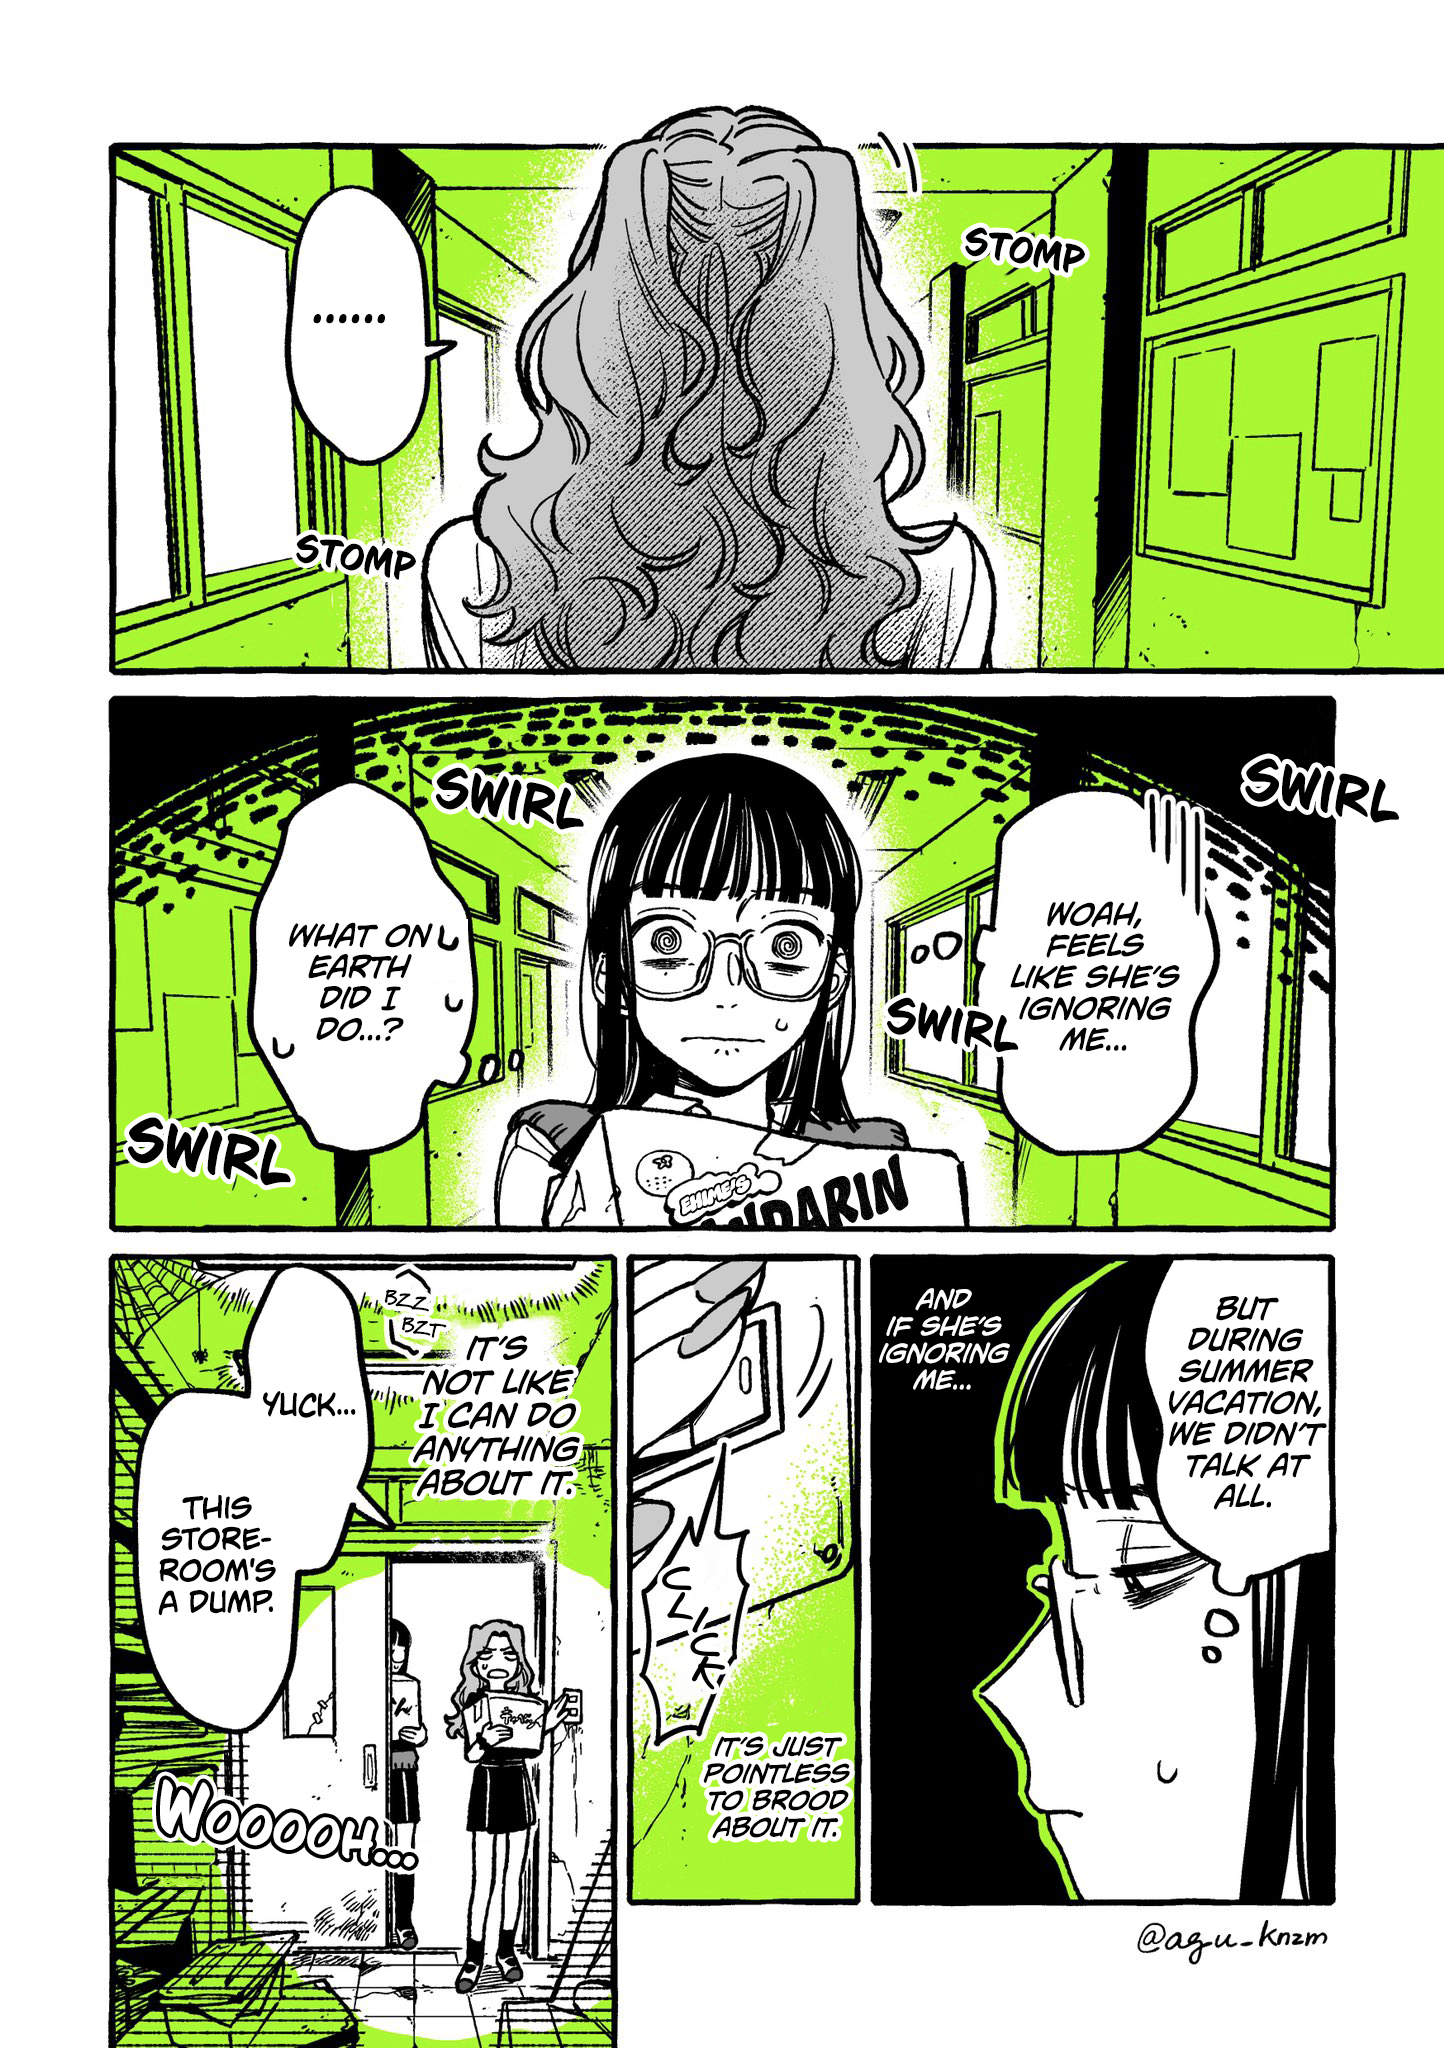 STOMP
......
STOMP
SWIRL
SWIRL
WOAH,
FEELS
LIKE SHE'S
IGNORING
ME...
SWIRL
WHAT ON
EARTH
DID I
DO...?
SWIRL
EHIME'S
MANDARIN
BUT
DURING
SUMMER
VACATION,
WE DIDN'T
TALK AT
ALL.
AND
IF SHE'S
IGNORING
ME...
CLICK
IT'S JUST
POINTLESS
TO BROOD
ABOUT IT.
BZZ
BZT
IT'S
NOT LIKE
I CAN DO
ANYTHING
ABOUT IT.
YUCK...
THIS
STORE-
ROOM'S
A DUMP.
WOOOOH...
@agu_knzm